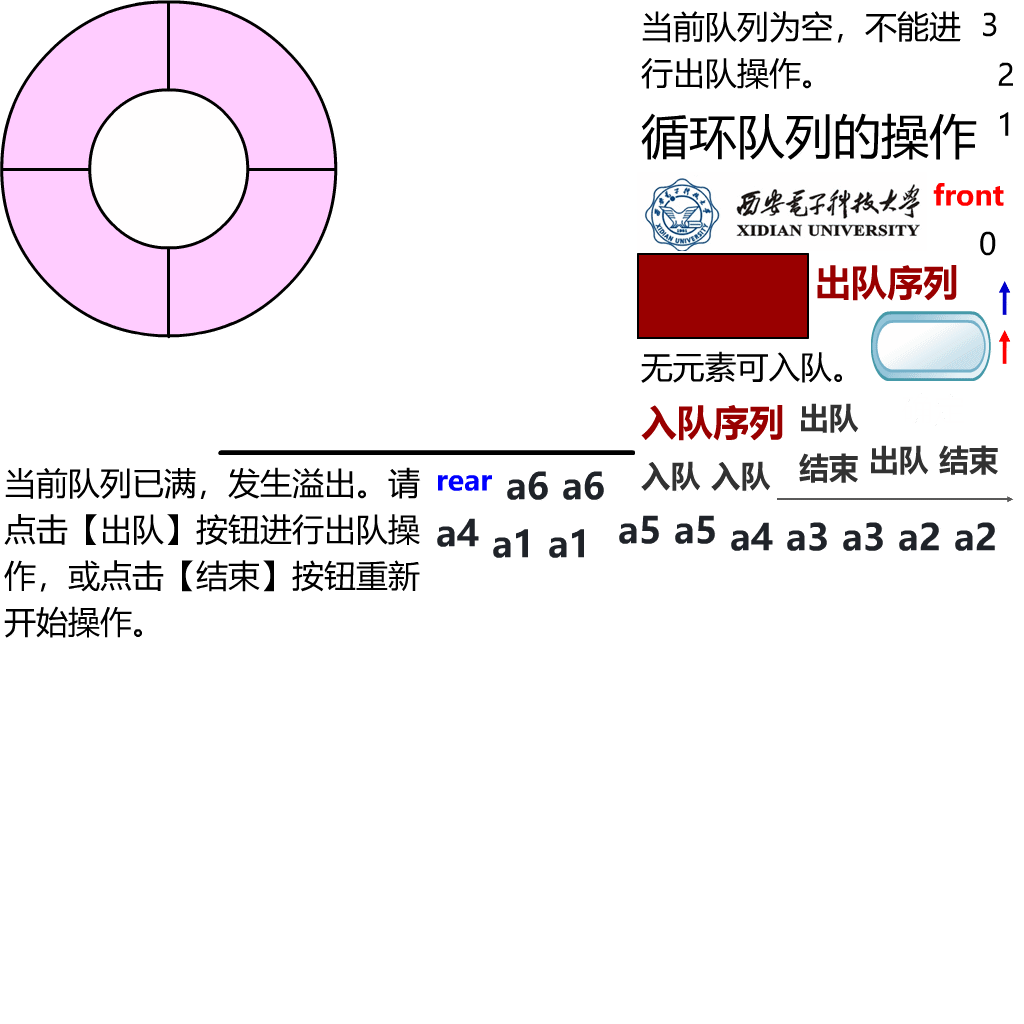 当前队列为空，不能进
行出队操作。
3
2
1
循环队列的操作
西安电子科技大学
XIDIAN UNIVERSITY
front
0
出队序列
无元素可入队。
入队序列
出队
入队 入队
结束
出队 结束
当前队列已满，发生溢出。请
点击【出队】按钮进行出队操
作，或点击【结束】按钮重新
开始操作。
rear
a6 a6
a4
a1 a1
a5 a5
a4 a3 a3 a2 a2